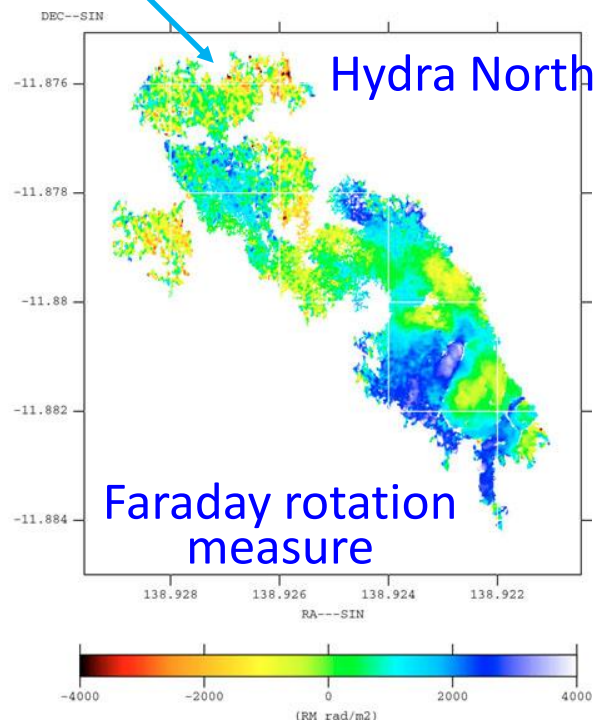 DEC--SIN
Hydra North
-11.876
-11.878
-11.88
-11.882
-11.884
Faraday rotation
measure
138.928 138.926 138.924 138.922
RA---SIN
-4000 -2000 0 2000 4000
(RM rad/m2)